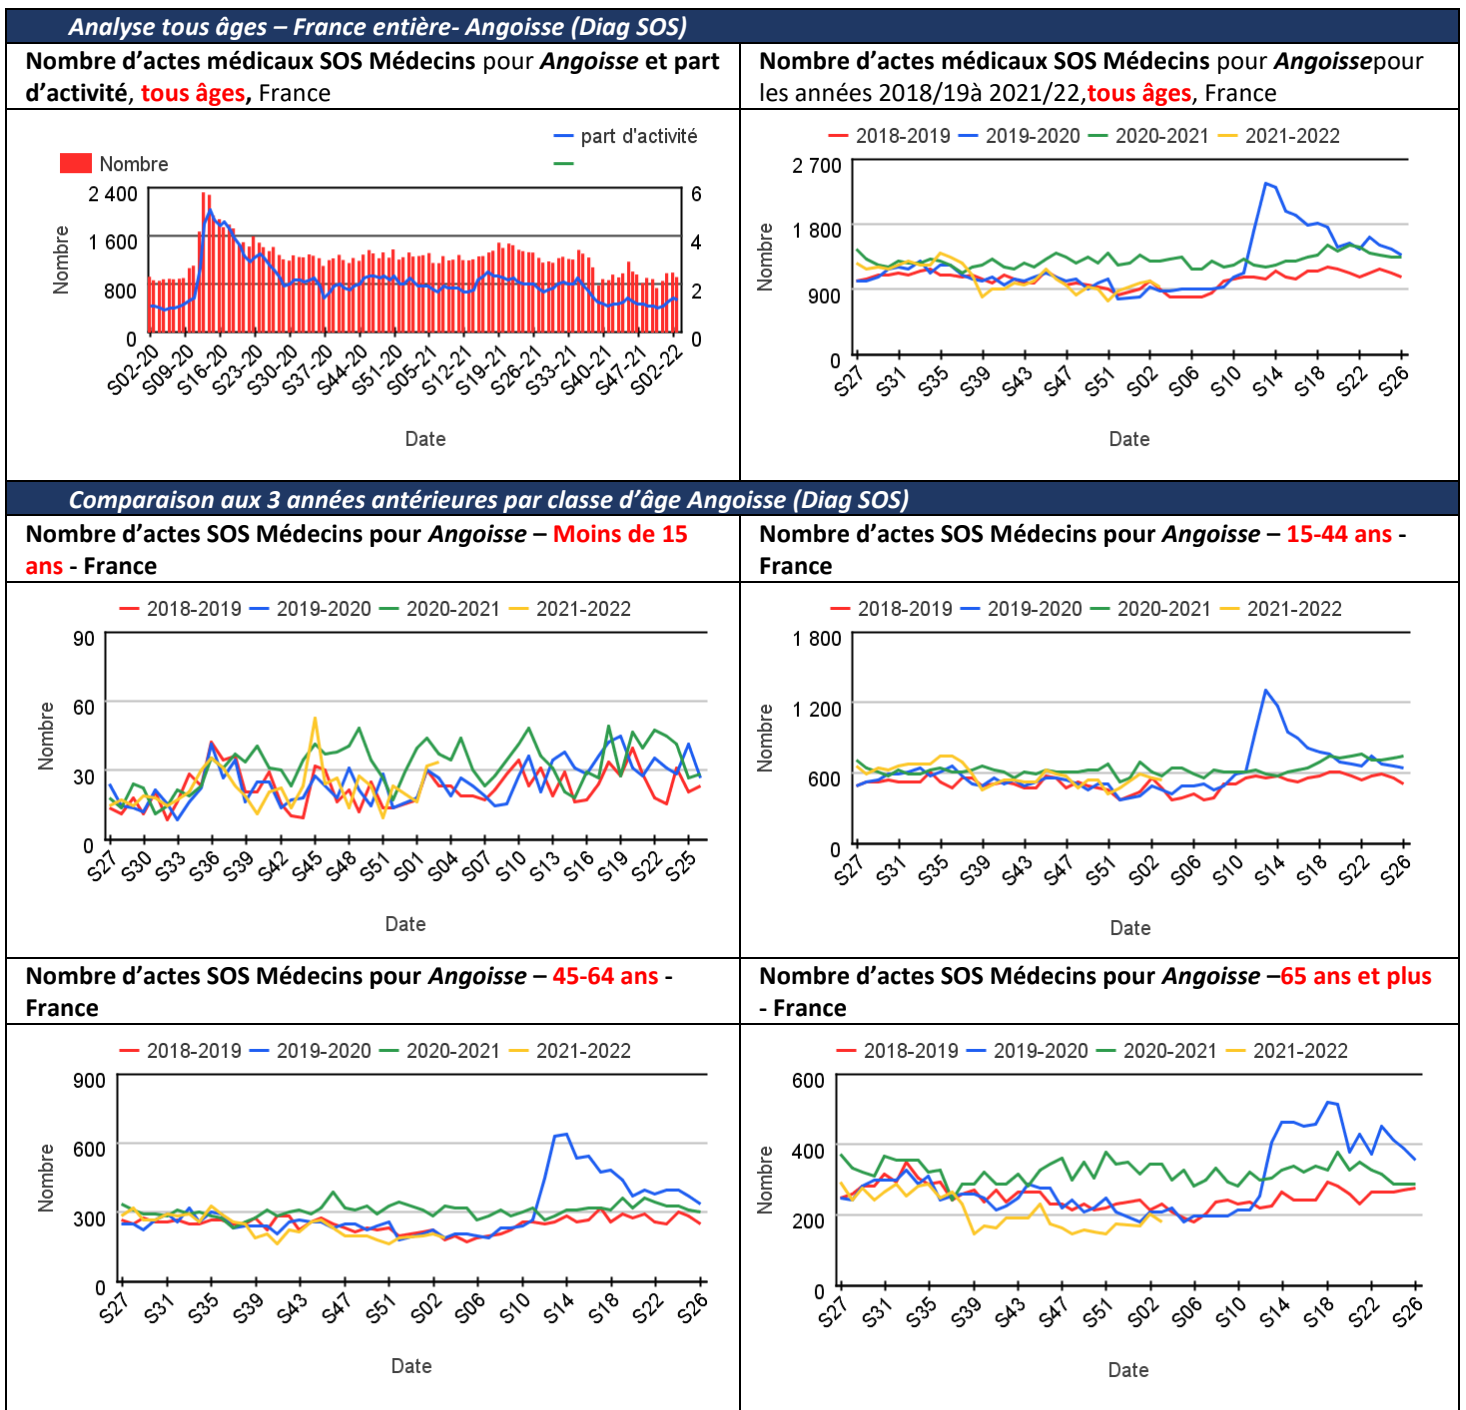 Analyse tous âges – France entière- Angoisse (Diag SOS)
Nombre d'actes médicaux SOS Médecins pour Angoisse et part
d'activité, tous âges, France
Nombre d'actes médicaux SOS Médecins pour Angoissepour
les années 2018/19à 2021/22,tous âges, France
part d'activité
Nombre
2 400
1 600
800
0
6
4
2
0
Nombre
S02-20
S09-20
S16-20
S23-20
S30-20
S37-20
S44-20
S51-20
S05-21
S12-21
S19-21
S26-21
S33-21
S40-21
S47-21
S02-22
Date
2018-2019
2019-2020
2020-2021
2021-2022
2 700
1 800
900
0
Nombre
S27
S31
S35
S39
S43
S47
S51
S02
S06
S10
S14
S18
S22
S26
Date
Comparaison aux 3 années antérieures par classe d'âge Angoisse (Diag SOS)
Nombre d'actes SOS Médecins pour Angoisse – Moins de 15
ans - France
Nombre d'actes SOS Médecins pour Angoisse – 15-44 ans -
France
2018-2019
2019-2020
2020-2021
2021-2022
90
60
30
0
Nombre
S27
S30
S33
S36
S39
S42
S45
S48
S51
S01
S04
S07
S10
S13
S16
S19
S22
S25
Date
2018-2019
2019-2020
2020-2021
2021-2022
1 800
1 200
600
0
Nombre
S27
S31
S35
S39
S43
S47
S51
S02
S06
S10
S14
S18
S22
S26
Date
Nombre d'actes SOS Médecins pour Angoisse – 45-64 ans -
France
Nombre d'actes SOS Médecins pour Angoisse –65 ans et plus
- France
2018-2019
2019-2020
2020-2021
2021-2022
900
600
300
0
Nombre
S27
S31
S35
S39
S43
S47
S51
S02
S06
S10
S14
S18
S22
S26
Date
2018-2019
2019-2020
2020-2021
2021-2022
600
400
200
0
Nombre
S27
S31
S35
S39
S43
S47
S51
S02
S06
S10
S14
S18
S22
S26
Date